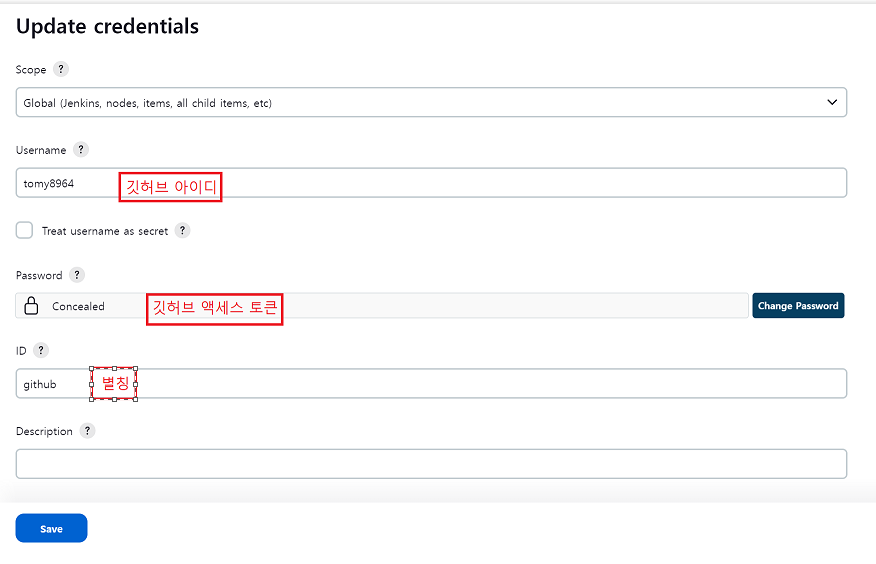 Update credentials
Scope ?
Global (Jenkins, nodes, items, all child items, etc)
Username ?
tomy8964 깃허브 아이디
Treat username as secret ?
Password ?
Concealed 깃허브 액세스 토큰 Change Password
ID ?
github 별칭
Description ?
Save